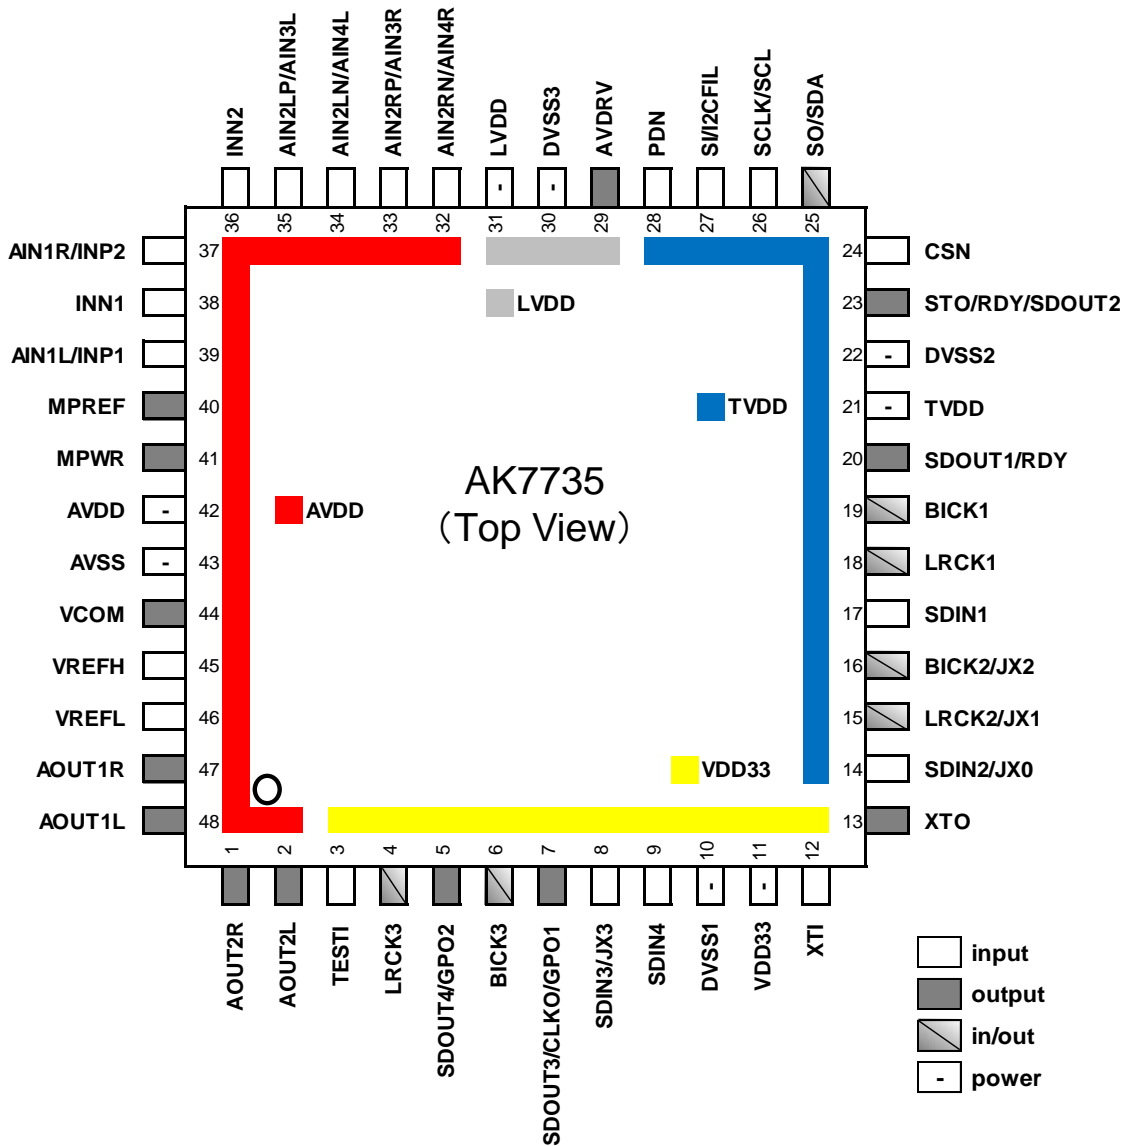 INN2
AIN2LP/AIN3L
AIN2LN/AIN4L
AIN2RP/AIN3R
AIN2RN/AIN4R
LVDD
DVSS3
AVDRV
PDN
SI/I2CFIL
SCLK/SCL
SO/SDA
- -
36 35 34 33 32 31 30 29 28 27 26 25
AIN1R/INP2 37
INN1 38
AIN1L/INP1 39
MPREF 40
MPWR 41
AVDD - 42
AVSS - 43
VCOM 44
VREFH 45
VREFL 46
AOUT1R 47
AOUT1L 48
LVDD
TVDD
AVDD
AK7735
（Top View）
VDD33
24 CSN
23 STO/RDY/SDOUT2
22 - DVSS2
21 - TVDD
20 SDOUT1/RDY
19 BICK1
18 LRCK1
17 SDIN1
16 BICK2/JX2
15 LRCK2/JX1
14 SDIN2/JX0
13 XTO
1 2 3 4 5 6 7 8 9 10 11 12
- -
AOUT2R
AOUT2L
TESTI
LRCK3
SDOUT4/GPO2
BICK3
SDOUT3/CLKO/GPO1
SDIN3/JX3
SDIN4
DVSS1
VDD33
XTI
input
output
in/out
- power